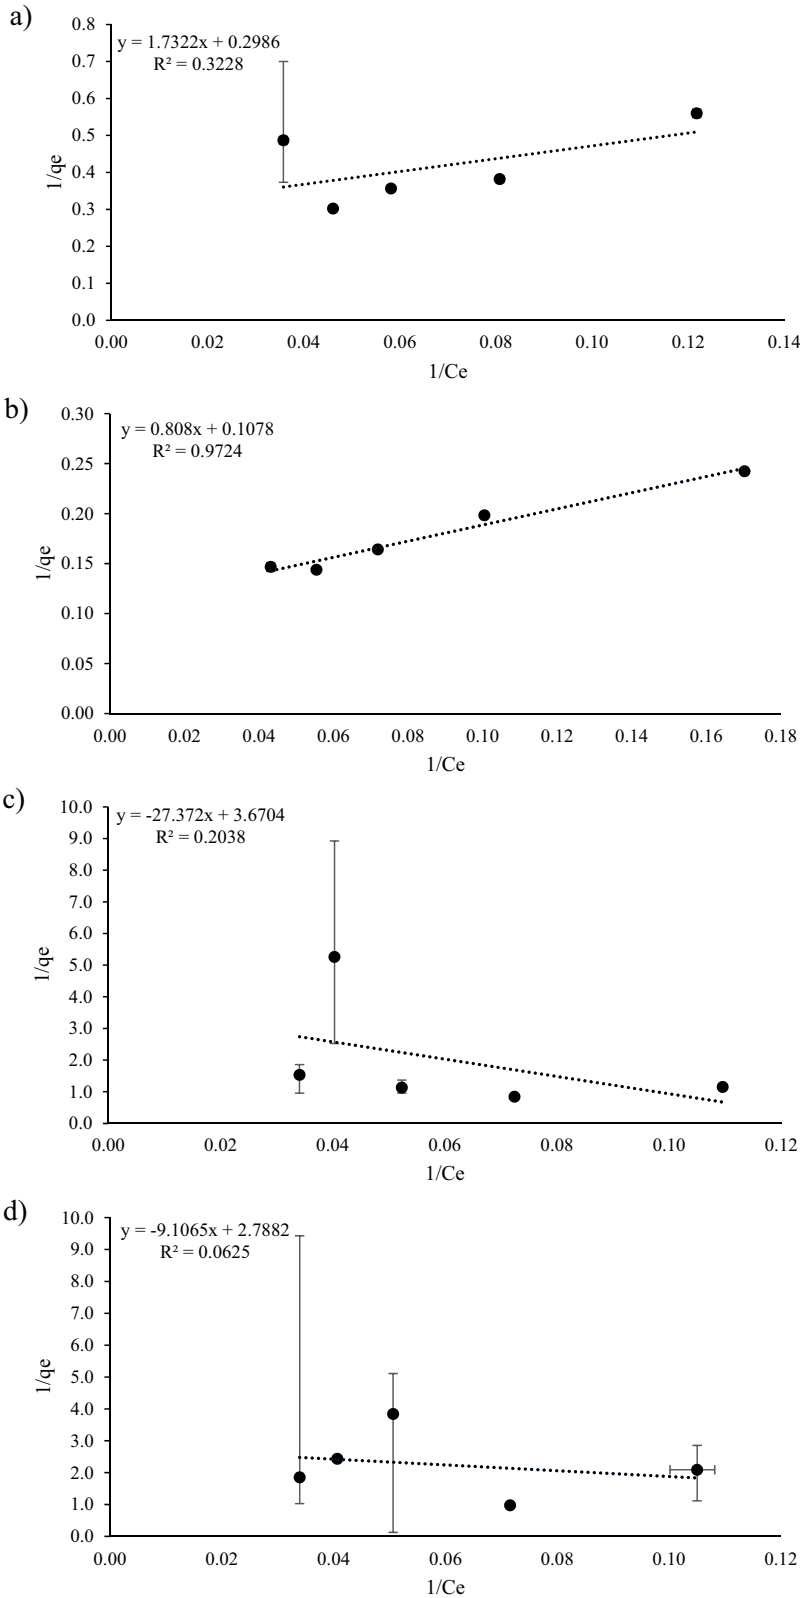 a)
y = 1.7322x + 0.2986
R² = 0.3228
0.8
0.7
0.6
0.5
0.4
0.3
0.2
0.1
0.0
1/qe
0.00 0.02 0.04 0.06 0.08 0.10 0.12 0.14
1/Ce
b)
y = 0.808x + 0.1078
R² = 0.9724
0.30
0.25
0.20
0.15
0.10
0.05
0.00
1/qe
0.00 0.02 0.04 0.06 0.08 0.10 0.12 0.14 0.16 0.18
1/Ce
c)
y = -27.372x + 3.6704
R² = 0.2038
10.0
9.0
8.0
7.0
6.0
5.0
4.0
3.0
2.0
1.0
0.0
1/qe
0.00 0.02 0.04 0.06 0.08 0.10 0.12
1/Ce
d)
y = -9.1065x + 2.7882
R² = 0.0625
10.0
9.0
8.0
7.0
6.0
5.0
4.0
3.0
2.0
1.0
0.0
1/qe
0.00 0.02 0.04 0.06 0.08 0.10 0.12
1/Ce